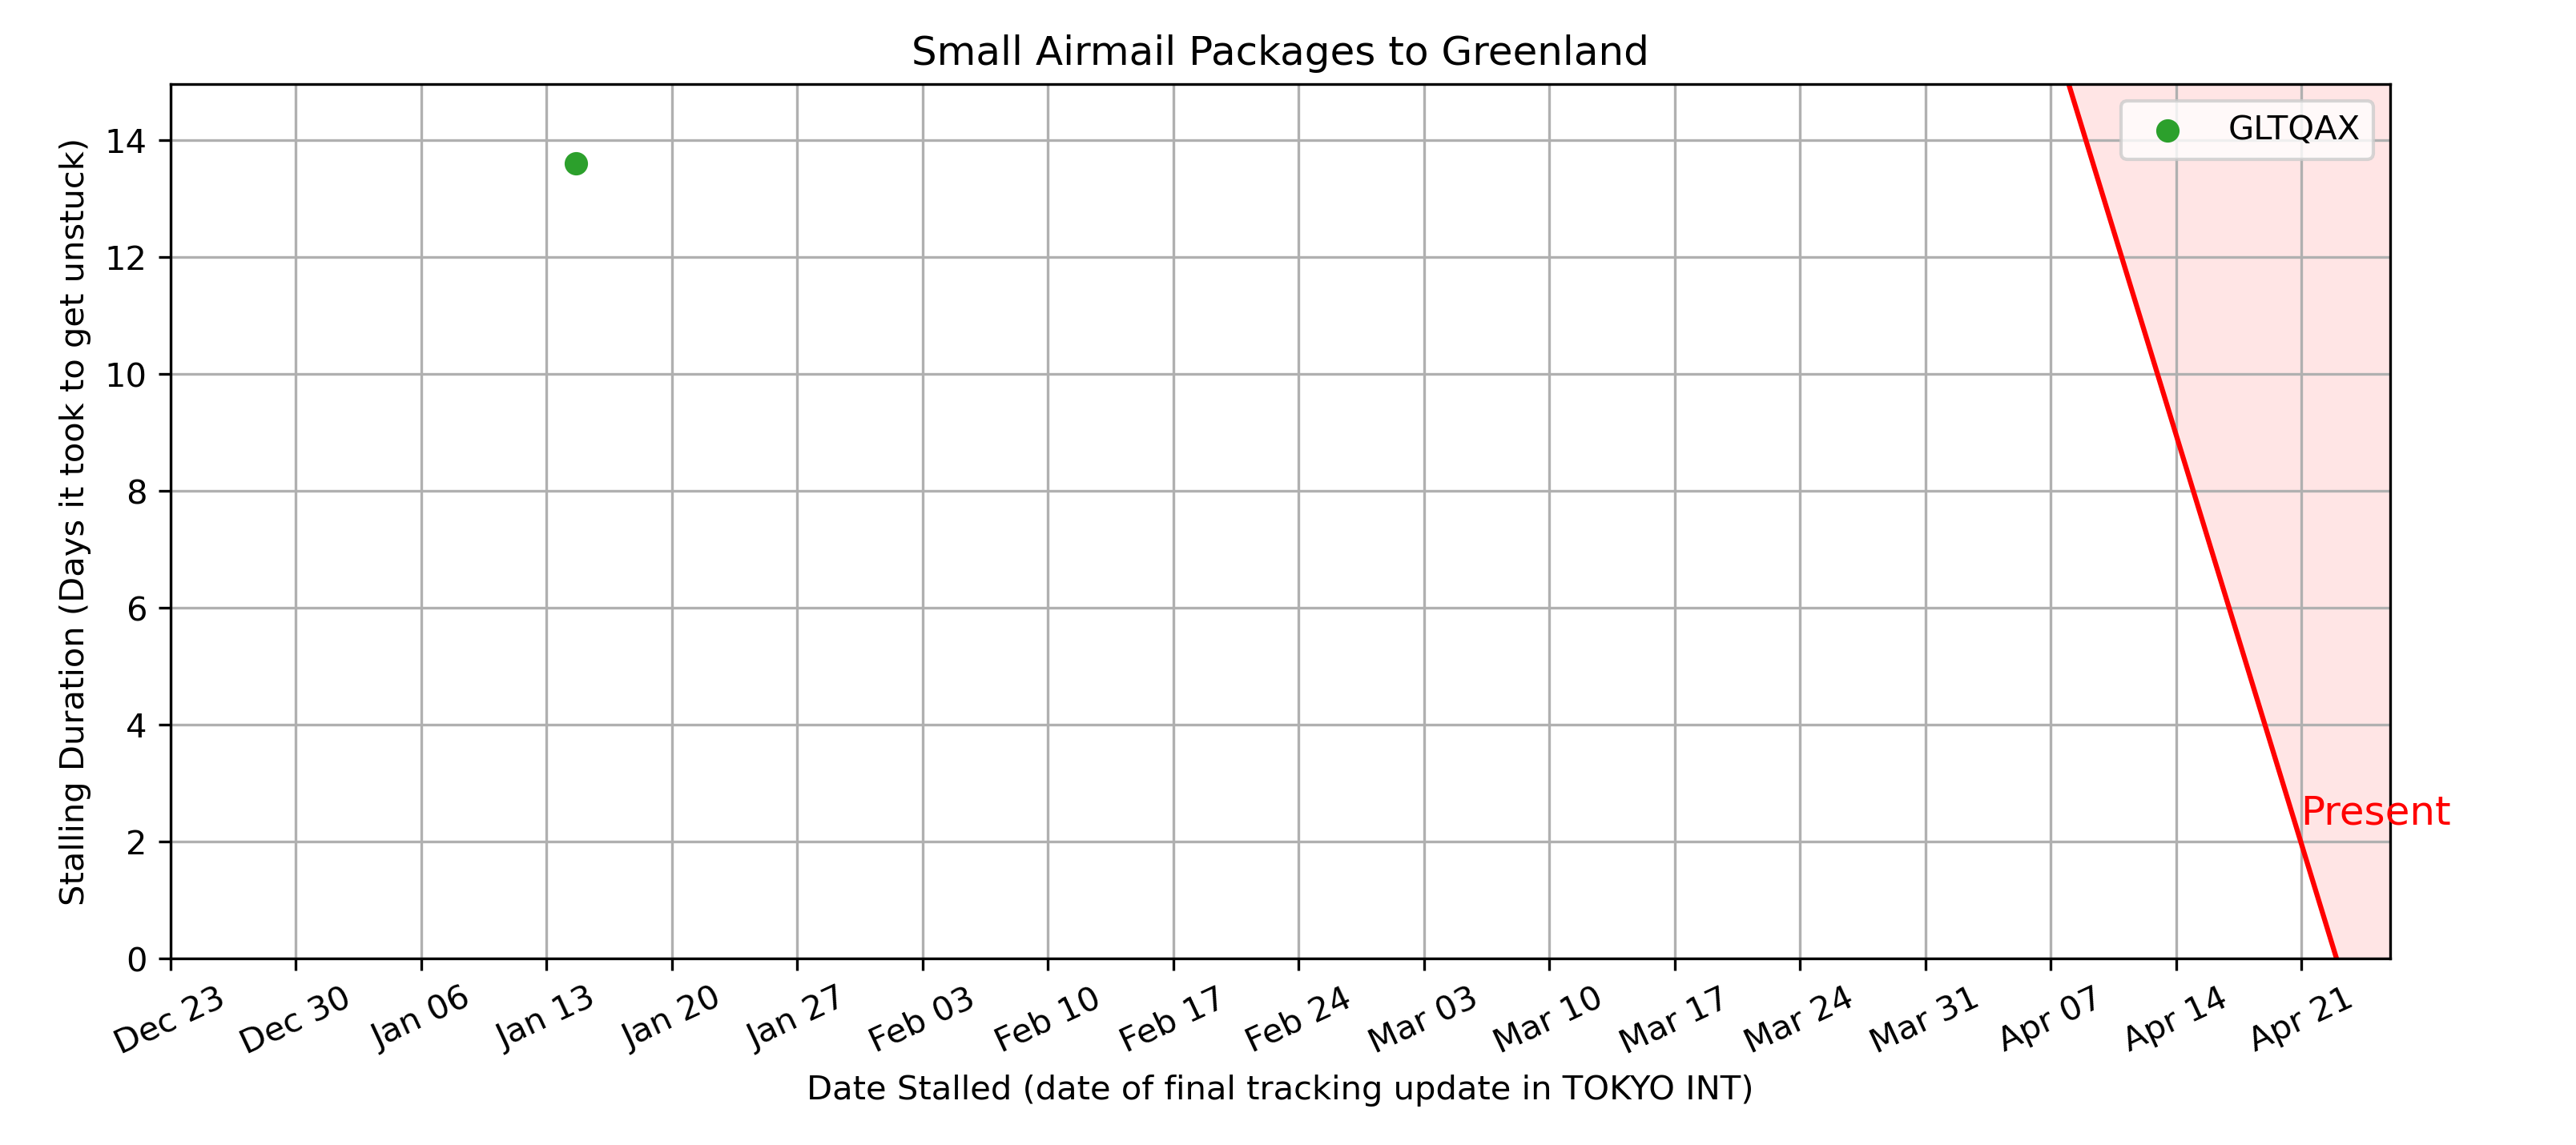 Small Airmail Packages to Greenland
GLTQAX
Stalling Duration (Days it took to get unstuck)
14
12
10
8
6
4
2
0
Present
Dec 23
Dec 30
Jan 06
Jan 13
Jan 20
Jan 27
Feb 03
Feb 10
Feb 17
Feb 24
Mar 03
Mar 10
Mar 17
Mar 24
Mar 31
Apr 07
Apr 14
Apr 21
Date Stalled (date of final tracking update in TOKYO INT)